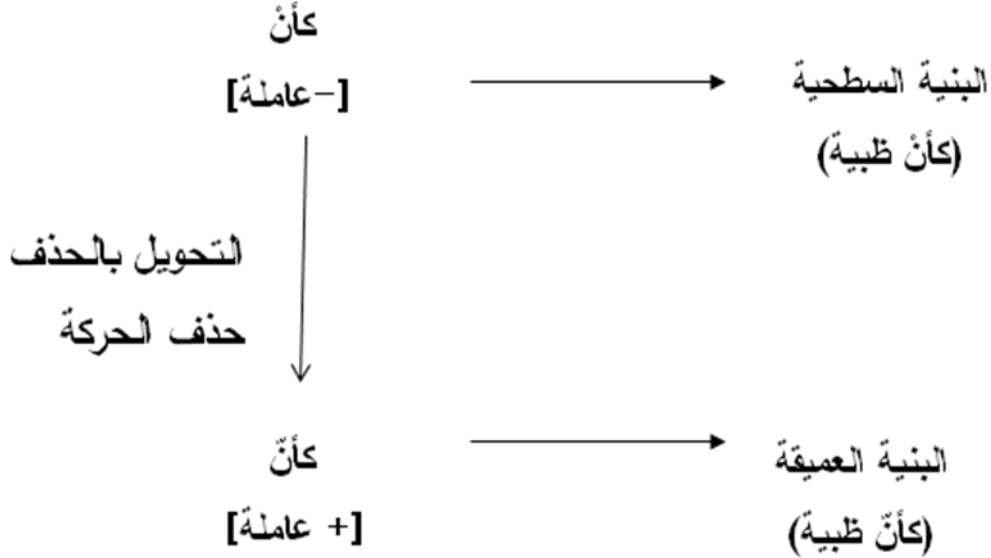 كأنْ
[-عاملة]
البنية السطحية
(كأنْ ظبية)
التحويل بالحذف
حذف الحركة
كأنّ
[+ عاملة]
البنية العميقة
(كأنّ ظبية)